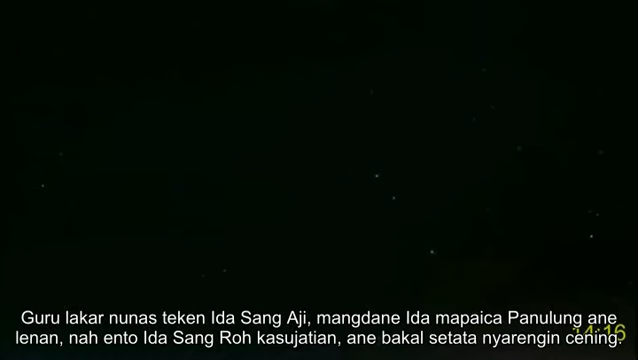 Guru lakar nunas teken Ida Sang Aji, mangdane Ida mapaica Panulung ane
lenan, nah ento Ida Sang Roh kasujatian, ane bakal setata nyarengin cening.
14:16